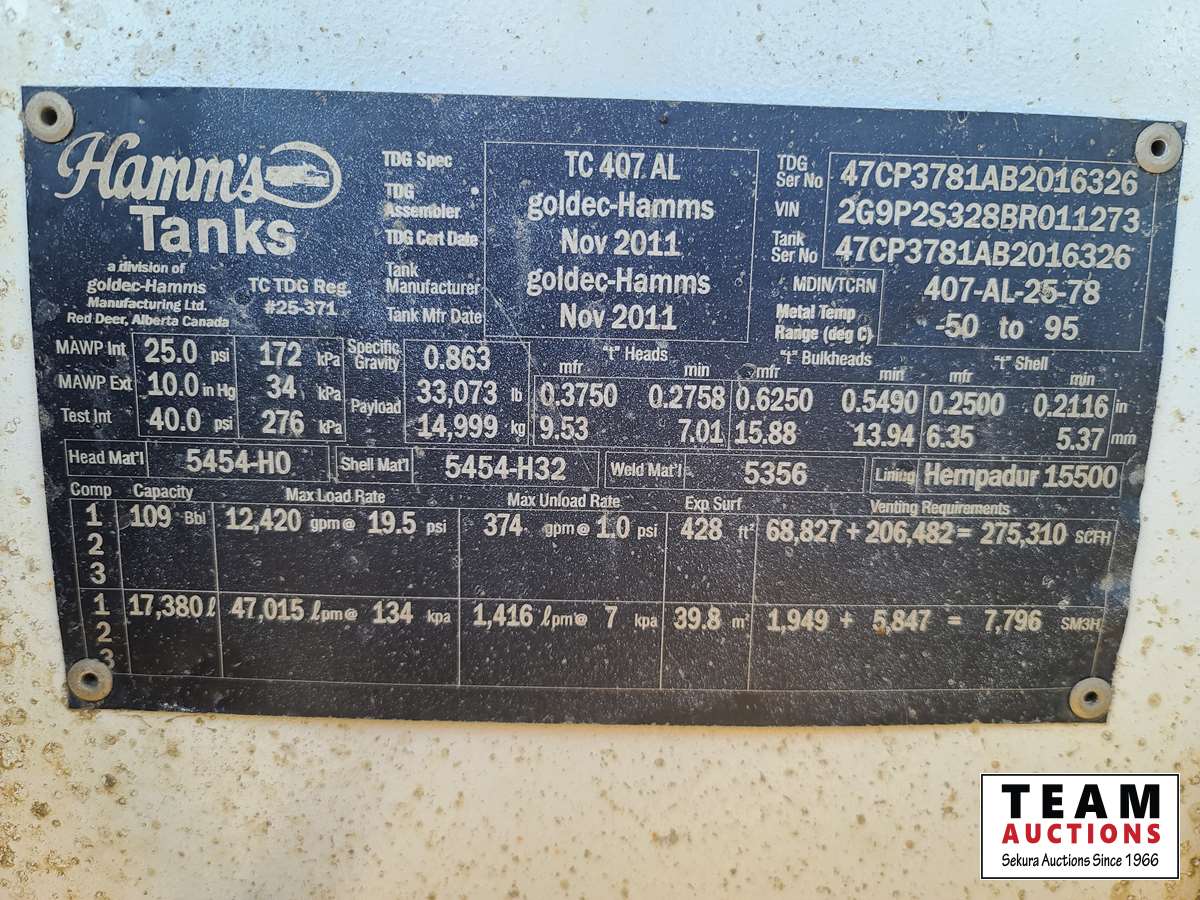 Hamm's
Tanks
a division of
goldec-Hamms
Manufacturing Ltd.
Red Deer, Alberta Canada
TC TDG Reg.
#25-371
TDG Spec TC 407 AL
TDG Assembler goldec-Hamms
TDG Cert Date Nov 2011
Tank Manufacturer goldec-Hamms
Tank Mfr Date Nov 2011
TDG Ser No 47CP3781AB2016326
VIN 2G9P2S328BR011273
Tank Ser No 47CP3781AB2016326
MDIN/TCRN 407-AL-25-78
Metal Temp Range (deg C) -50 to 95
MAWP Int 25.0 psi 172 kPa
MAWP Ext 10.0 in Hg 34 kPa
Test Int 40.0 psi 276 kPa
Specific Gravity 0.863
Payload 33,073 lb
14,999 kg
"t" Heads "t" Bulkheads "t" Shell
mfr min mfr min mfr min
0.3750 0.2758 0.6250 0.5490 0.2500 0.2116 in
9.53 7.01 15.88 13.94 6.35 5.37 mm
Head Mat'l 5454-H0 Shell Mat'l 5454-H32 Weld Mat'l 5356 Lining Hempadur 15500
Comp Capacity Max Load Rate Max Unload Rate Exp Surf Venting Requirements
1 109 Bbl 12,420 gpm@ 19.5 psi 374 gpm@ 1.0 psi 428 ft² 68,827 + 206,482 = 275,310 SCFH
2
3
1 17,380 ℓ 47,015 ℓpm@ 134 kpa 1,416 ℓpm@ 7 kpa 39.8 m² 1,949 + 5,847 = 7,796 SM3H
2
3
TEAM
AUCTIONS
Sekura Auctions Since 1966